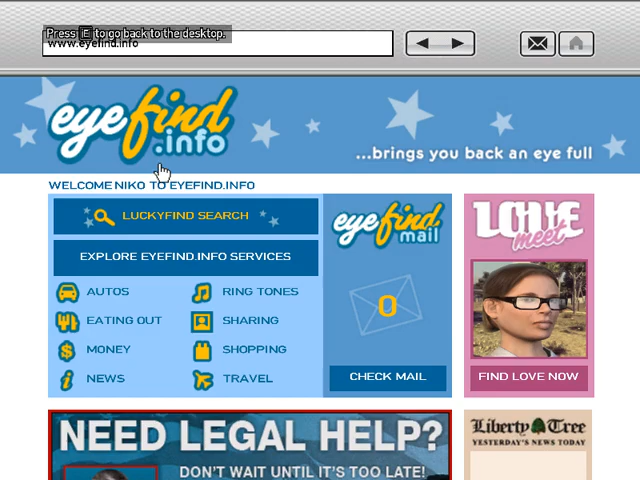 Press E to go back to the desktop.
www.eyefind.info
eyefind
.info
...brings you back an eye full
WELCOME NIKO TO EYEFIND.INFO
LUCKYFIND SEARCH
EXPLORE EYEFIND.INFO SERVICES
AUTOS
RING TONES
EATING OUT
SHARING
MONEY
SHOPPING
NEWS
TRAVEL
eyefind
mail
0
CHECK MAIL
LOVE
meet
FIND LOVE NOW
NEED LEGAL HELP?
DON'T WAIT UNTIL IT'S TOO LATE!
Liberty Tree
YESTERDAY'S NEWS TODAY